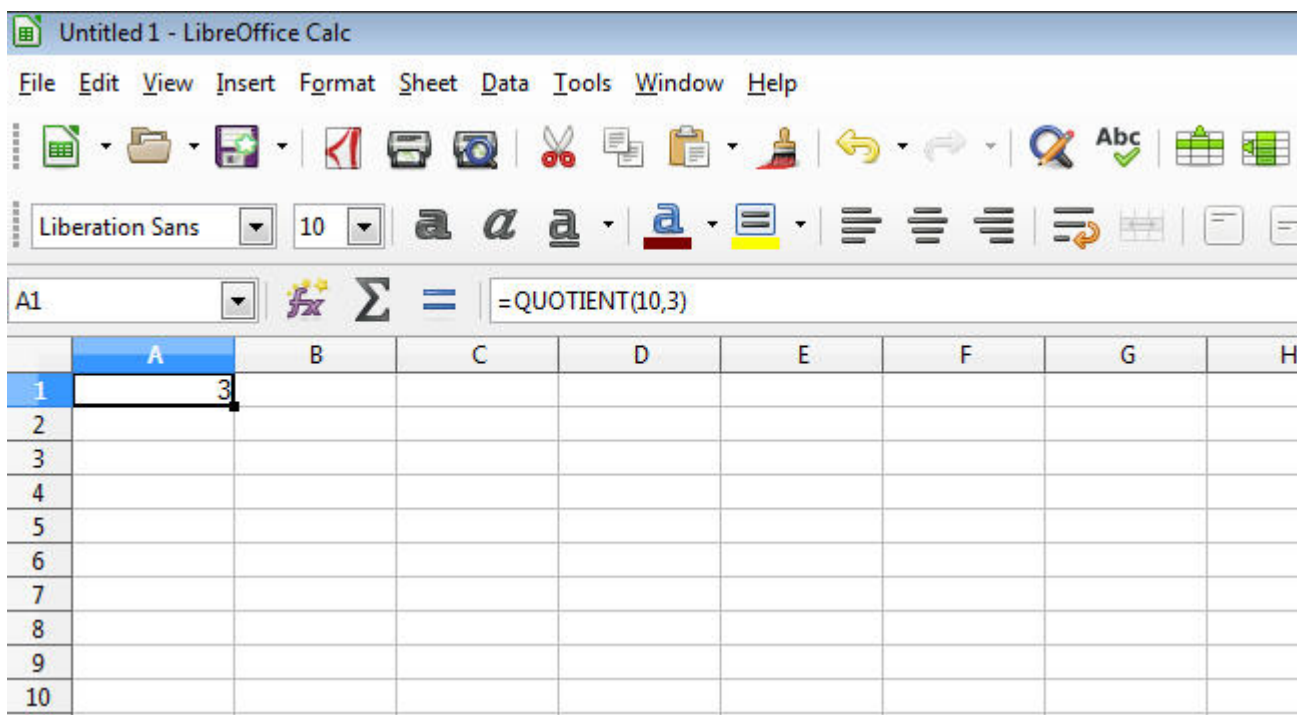 Untitled 1 - LibreOffice Calc
File Edit View Insert Format Sheet Data Tools Window Help
Abc
Liberation Sans 10 a a a a
A1 fx Σ = =QUOTIENT(10,3)
A B C D E F G H
1 3
2
3
4
5
6
7
8
9
10